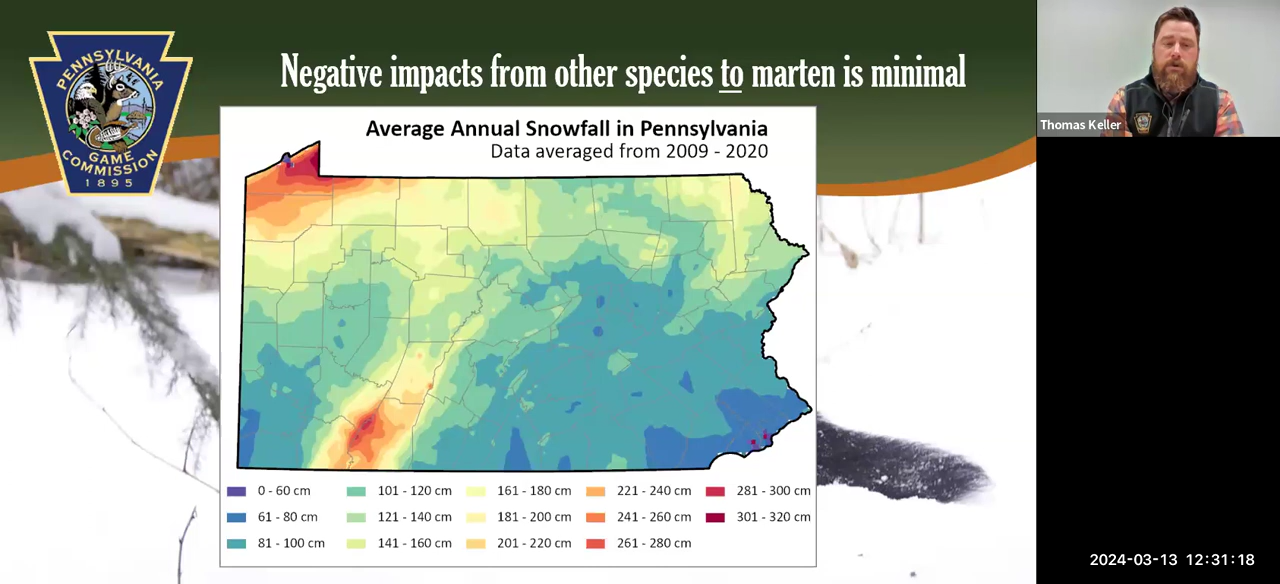 PENNSYLVANIA
GAME
COMMISSION
1895
Negative impacts from other species to marten is minimal
Average Annual Snowfall in Pennsylvania
Data averaged from 2009 - 2020
0 - 60 cm
61 - 80 cm
81 - 100 cm
101 - 120 cm
121 - 140 cm
141 - 160 cm
161 - 180 cm
181 - 200 cm
201 - 220 cm
221 - 240 cm
241 - 260 cm
261 - 280 cm
281 - 300 cm
301 - 320 cm
Thomas Keller
2024-03-13 12:31:18